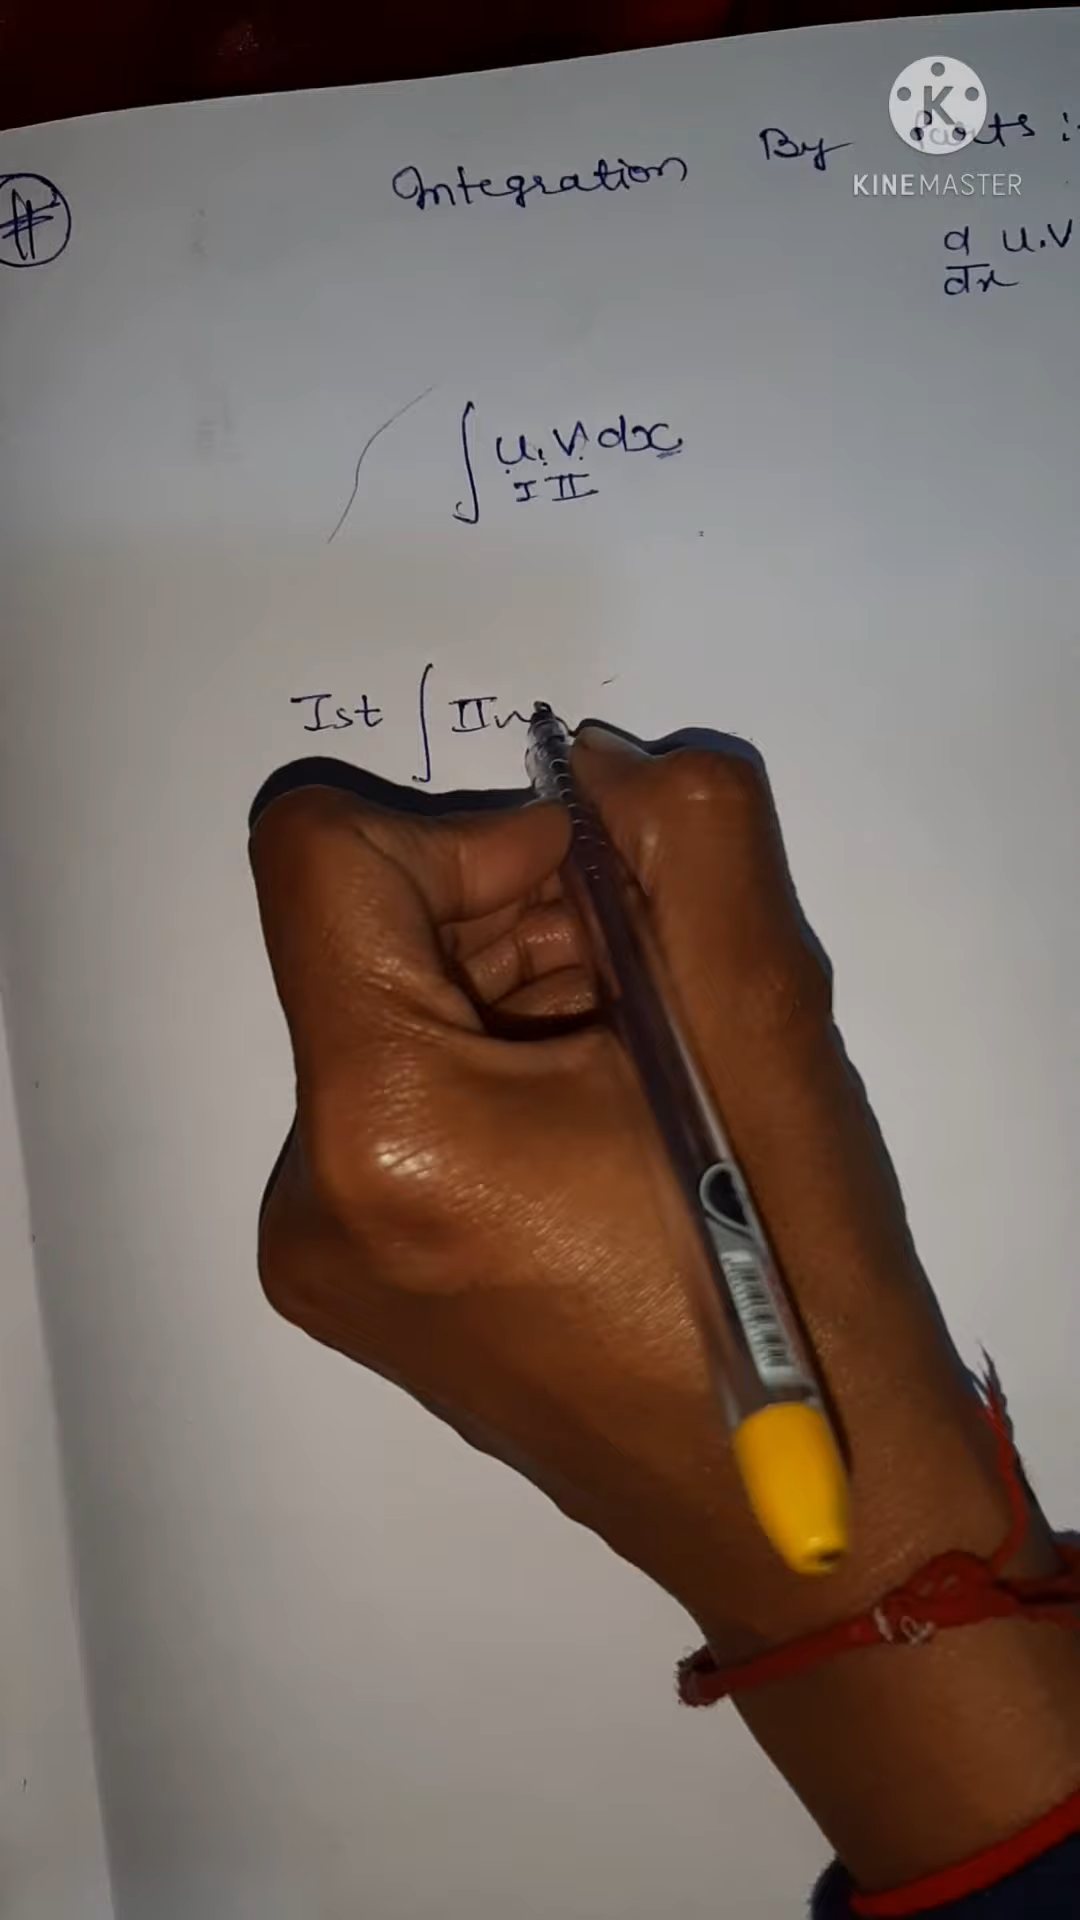 Integration By Parts :-
d/dx u.v
∫ u.v dx
I II
Ist ∫ IIn
KINEMASTER